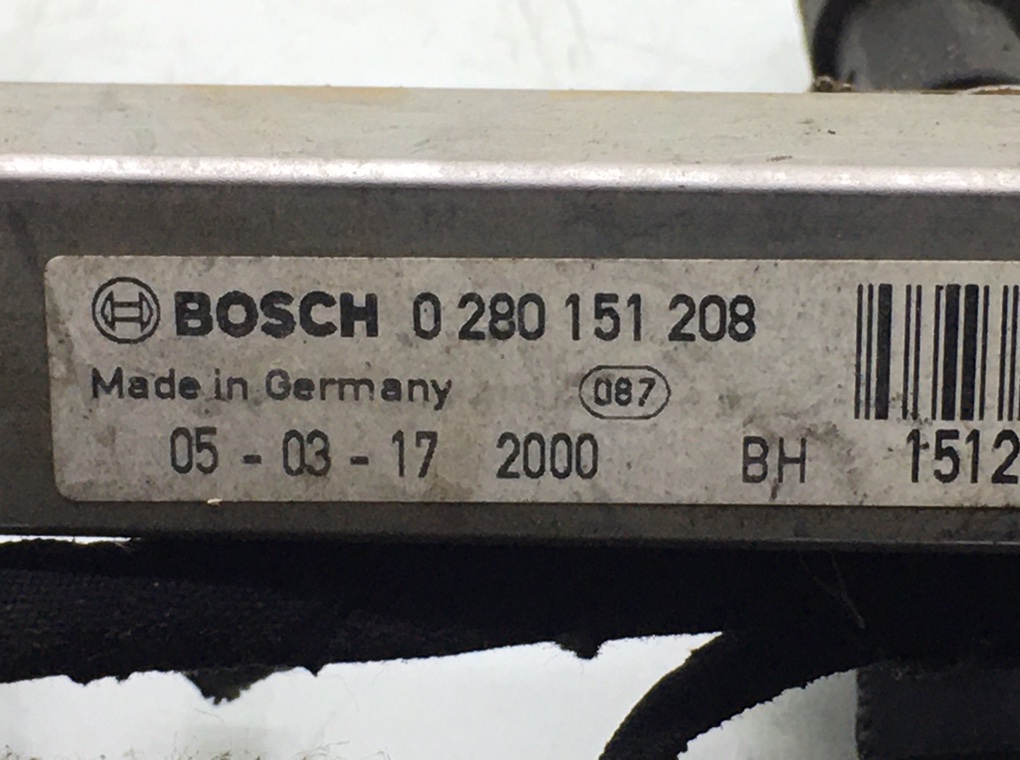 BOSCH 0 280 151 208
Made in Germany 087
05 - 03 - 17 2000 BH 1512